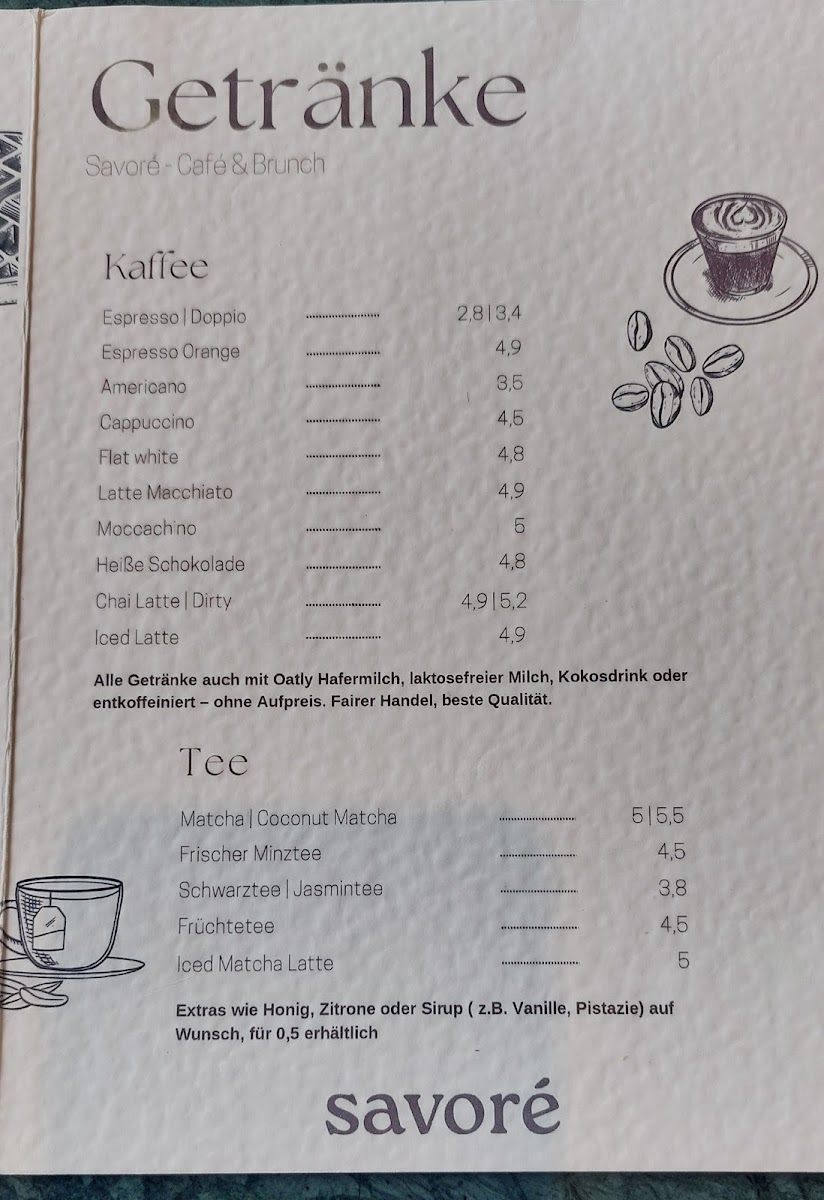 Getränke
Savoré - Café & Brunch
Kaffee
Espresso | Doppio ........................ 2,8 | 3,4
Espresso Orange ........................ 4,9
Americano ........................ 3,5
Cappuccino ........................ 4,5
Flat white ........................ 4,8
Latte Macchiato ........................ 4,9
Moccachino ........................ 5
Heiße Schokolade ........................ 4,8
Chai Latte | Dirty ........................ 4,9 | 5,2
Iced Latte ........................ 4,9
Alle Getränke auch mit Oatly Hafermilch, laktosefreier Milch, Kokosdrink oder
entkoffeiniert – ohne Aufpreis. Fairer Handel, beste Qualität.
Tee
Matcha | Coconut Matcha ........................ 5 | 5,5
Frischer Minztee ........................ 4,5
Schwarztee | Jasmintee ........................ 3,8
Früchtetee ........................ 4,5
Iced Matcha Latte ........................ 5
Extras wie Honig, Zitrone oder Sirup ( z.B. Vanille, Pistazie) auf
Wunsch, für 0,5 erhältlich
savoré